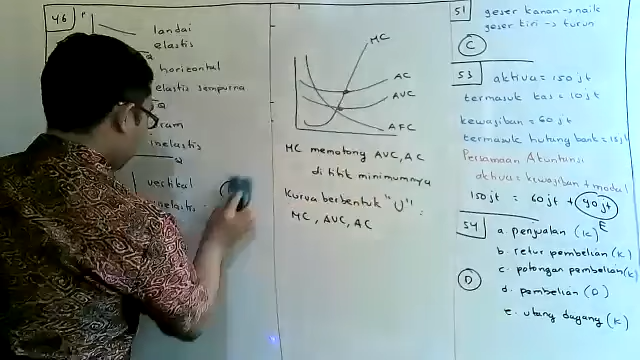 46
P
landai
elastis
Q
horizontal
elastis sempurna
Q
inelastis
Q
vertikal
MC
AC
AVC
AFC
MC memotong AVC, AC
di titik minimumnya
Kurva berbentuk "U" :
MC, AVC, AC
51
geser kanan -> naik
geser kiri -> turun
C
53
aktiva = 150 jt
termasuk kas = 10 jt
kewajiban = 60 jt
termasuk hutang bank = 15 jt
Persamaan Akuntansi
aktiva = kewajiban + modal
150 jt = 60 jt + 90 jt
E
54
a. penjualan (K)
b. retur pembelian (K)
c. potongan pembelian (K)
D
d. pembelian (D)
e. utang dagang (K)